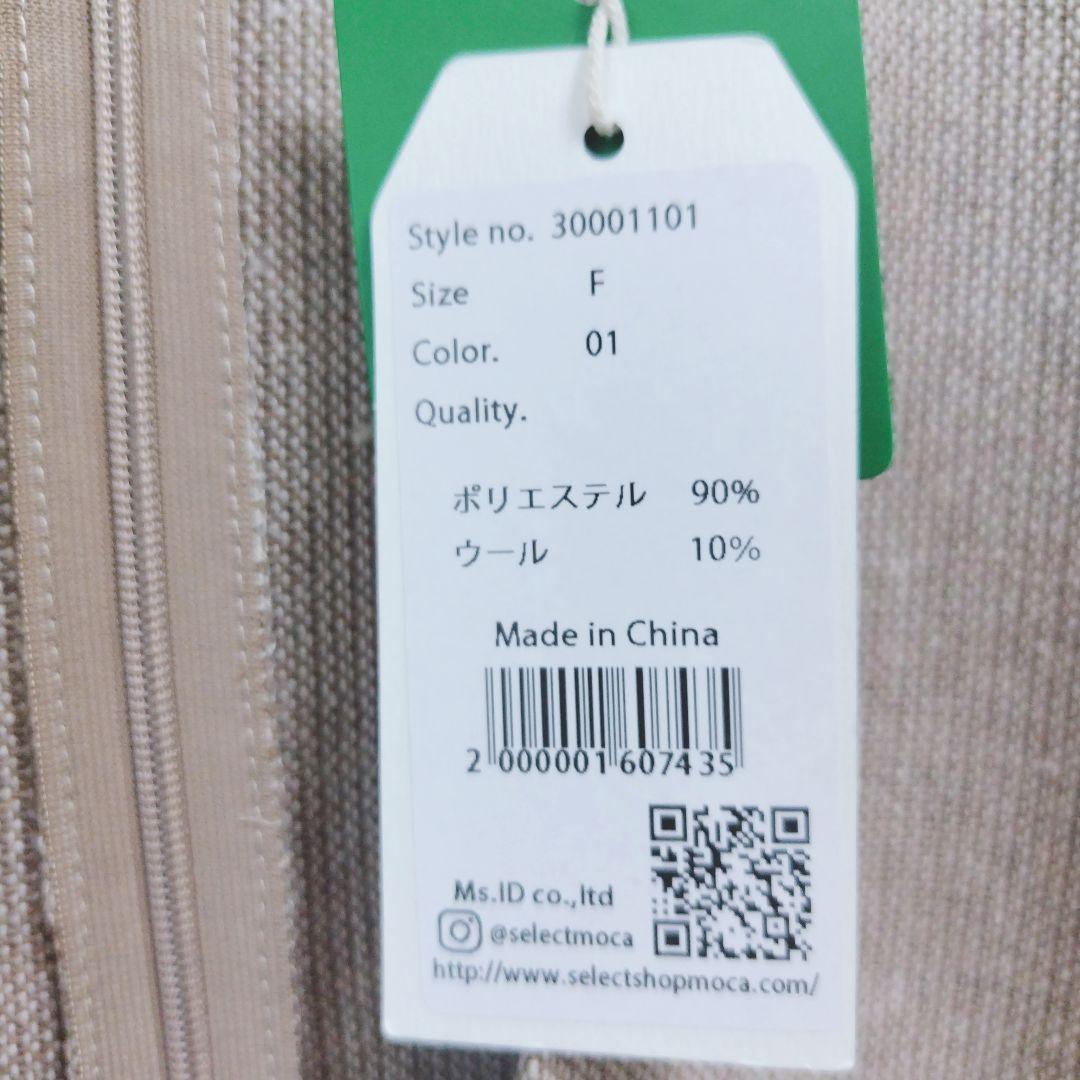 Style no. 30001101
Size F
Color. 01
Quality.
ポリエステル 90%
ウール 10%
Made in China
2 000001 607435
Ms.ID co.,ltd
@selectmoca
http://www.selectshopmoca.com/